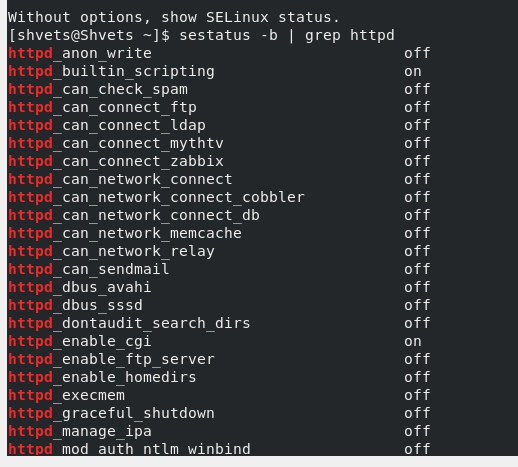 Without options, show SELinux status.
[shvets@Shvets ~]$ sestatus -b | grep httpd
httpd_anon_write                            off
httpd_builtin_scripting                     on
httpd_can_check_spam                        off
httpd_can_connect_ftp                       off
httpd_can_connect_ldap                      off
httpd_can_connect_mythtv                    off
httpd_can_connect_zabbix                    off
httpd_can_network_connect                   off
httpd_can_network_connect_cobbler           off
httpd_can_network_connect_db                off
httpd_can_network_memcache                  off
httpd_can_network_relay                     off
httpd_can_sendmail                          off
httpd_dbus_avahi                            off
httpd_dbus_sssd                             off
httpd_dontaudit_search_dirs                 off
httpd_enable_cgi                            on
httpd_enable_ftp_server                     off
httpd_enable_homedirs                       off
httpd_execmem                               off
httpd_graceful_shutdown                     off
httpd_manage_ipa                            off
httpd_mod_auth_ntlm_winbind                 off